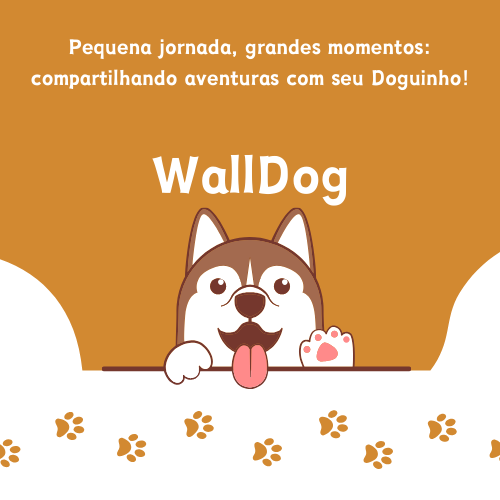 Pequena jornada, grandes momentos:
compartilhando aventuras com seu Doguinho!
WallDog